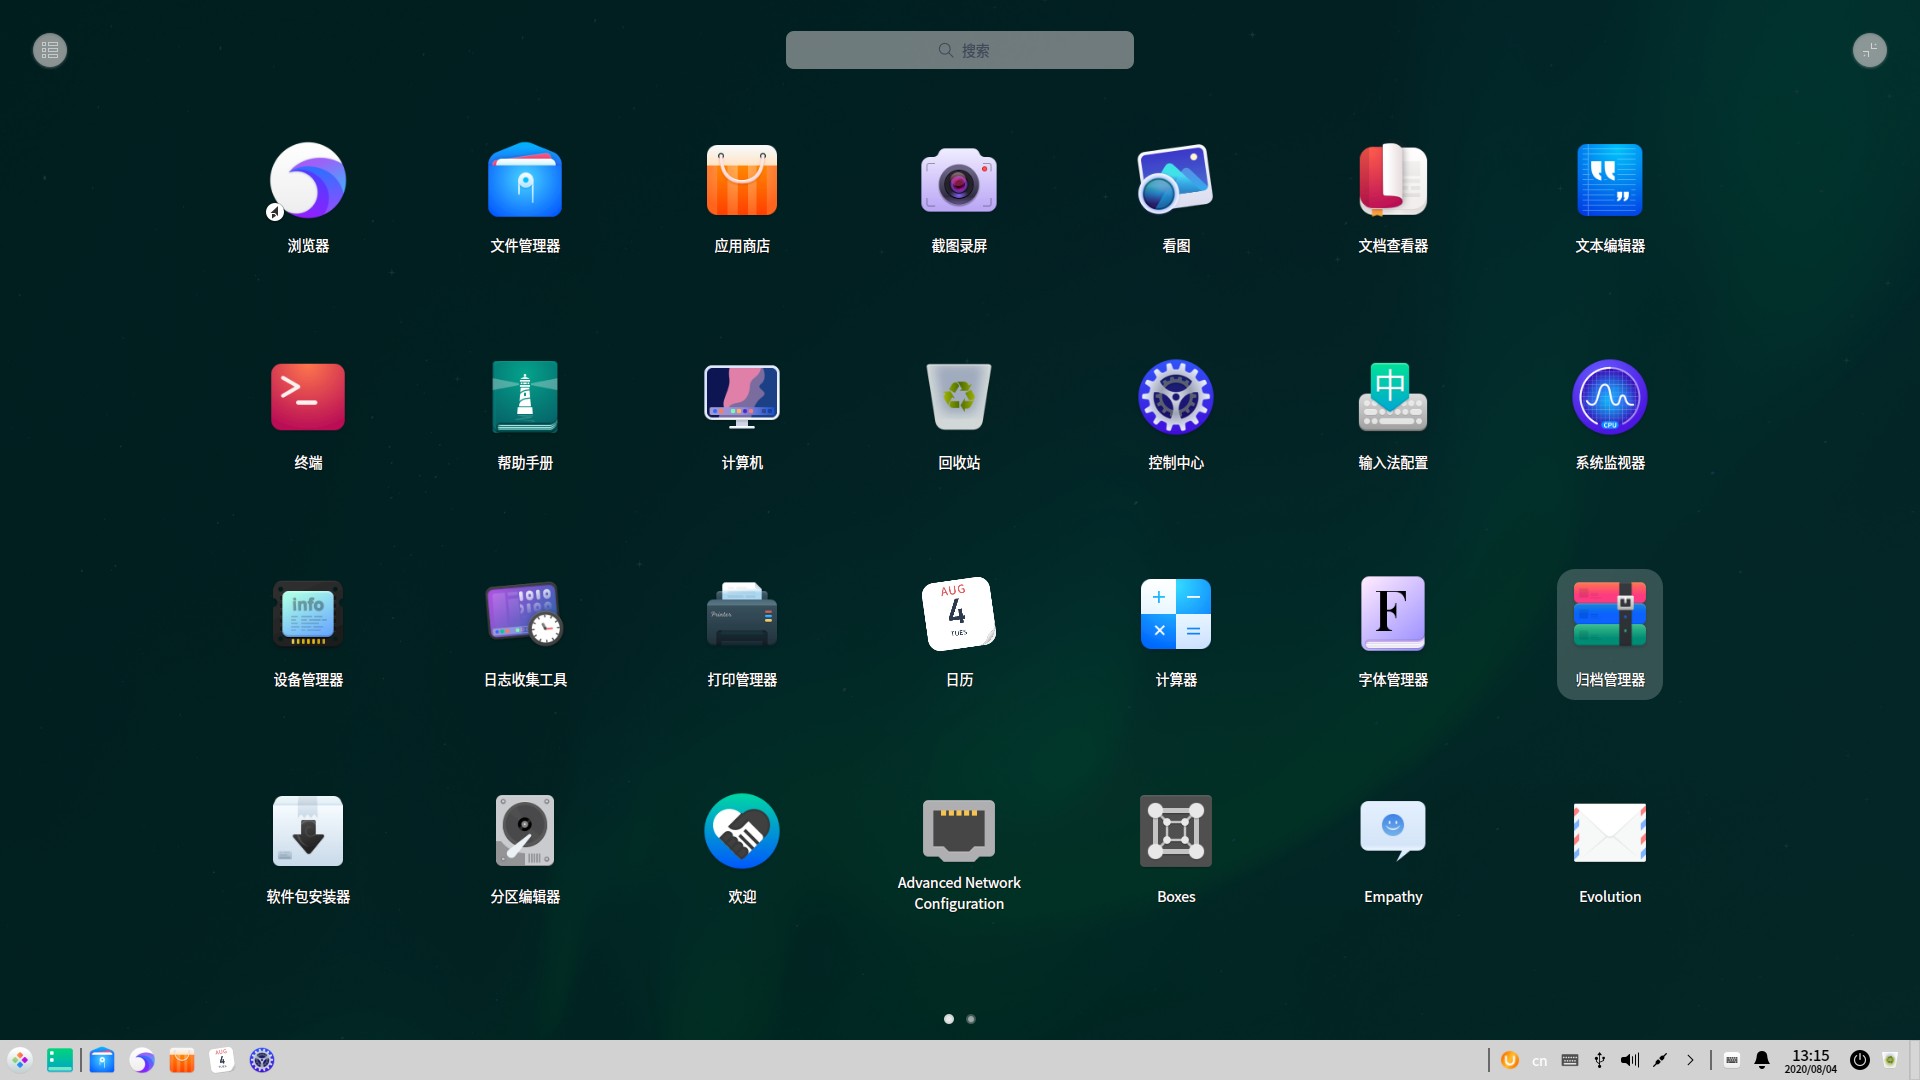 搜索
浏览器
文件管理器
应用商店
截图录屏
看图
文档查看器
文本编辑器
终端
帮助手册
计算机
回收站
中
控制中心
输入法配置
CPU
系统监视器
info
设备管理器
日志收集工具
Printer
打印管理器
AUG
4
TUES
日历
计算器
F
字体管理器
归档管理器
软件包安装器
分区编辑器
欢迎
Advanced Network
Configuration
Boxes
Empathy
Evolution
AUG
4
cn
13:15
2020/08/04